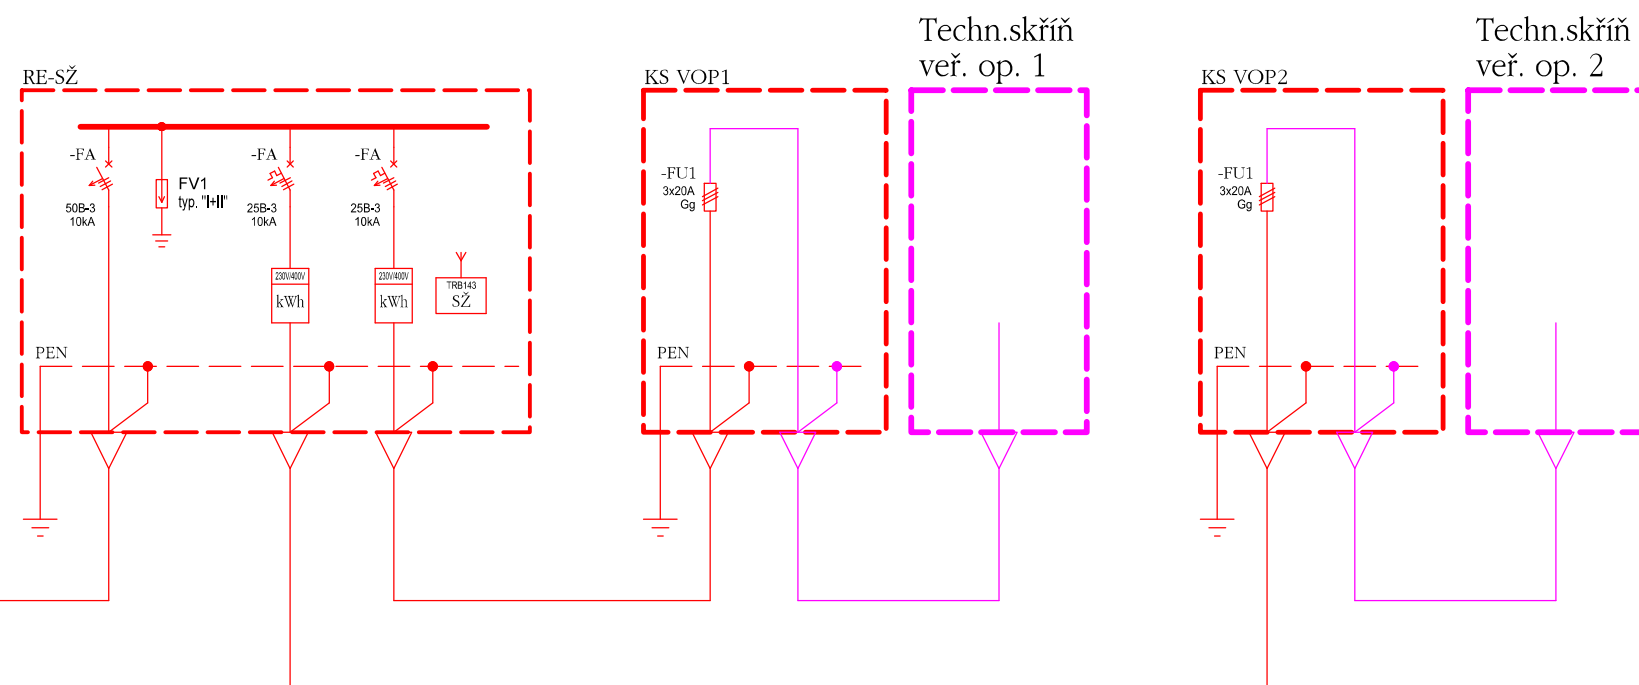 Techn.skříň
veř. op. 1
Techn.skříň
veř. op. 2
RE-SŽ
KS VOP1
KS VOP2
-FA
50B-3
10kA
FV1
typ. "I+II"
-FA
25B-3
10kA
-FA
25B-3
10kA
230V/400V
kWh
230V/400V
kWh
TRB143
SŽ
PEN
-FU1
3x20A
Gg
PEN
-FU1
3x20A
Gg
PEN